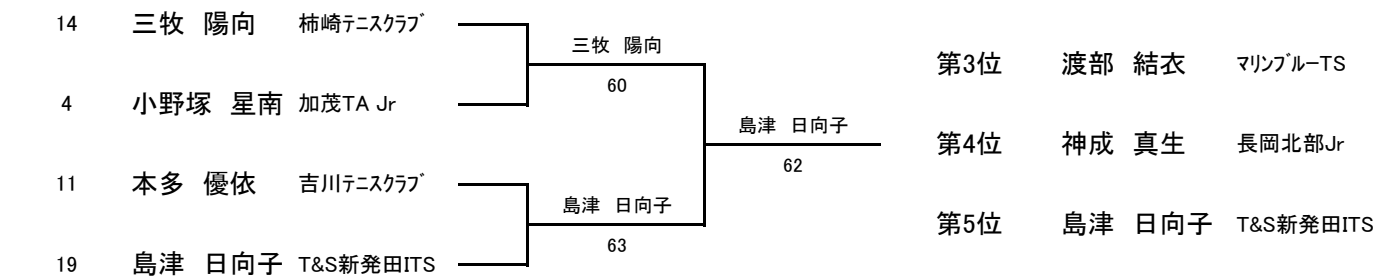 14 三牧 陽向 柿崎ﾃﾆｽｸﾗﾌﾞ
三牧 陽向
60
4 小野塚 星南 加茂TA Jr
島津 日向子
62
11 本多 優依 吉川ﾃﾆｽｸﾗﾌﾞ
島津 日向子
63
19 島津 日向子 T&S新発田ITS
第3位 渡部 結衣 ﾏﾘﾝﾌﾞﾙｰTS
第4位 神成 真生 長岡北部Jr
第5位 島津 日向子 T&S新発田ITS